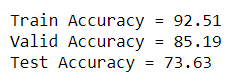 Train Accuracy = 92.51
Valid Accuracy = 85.19
Test Accuracy = 73.63